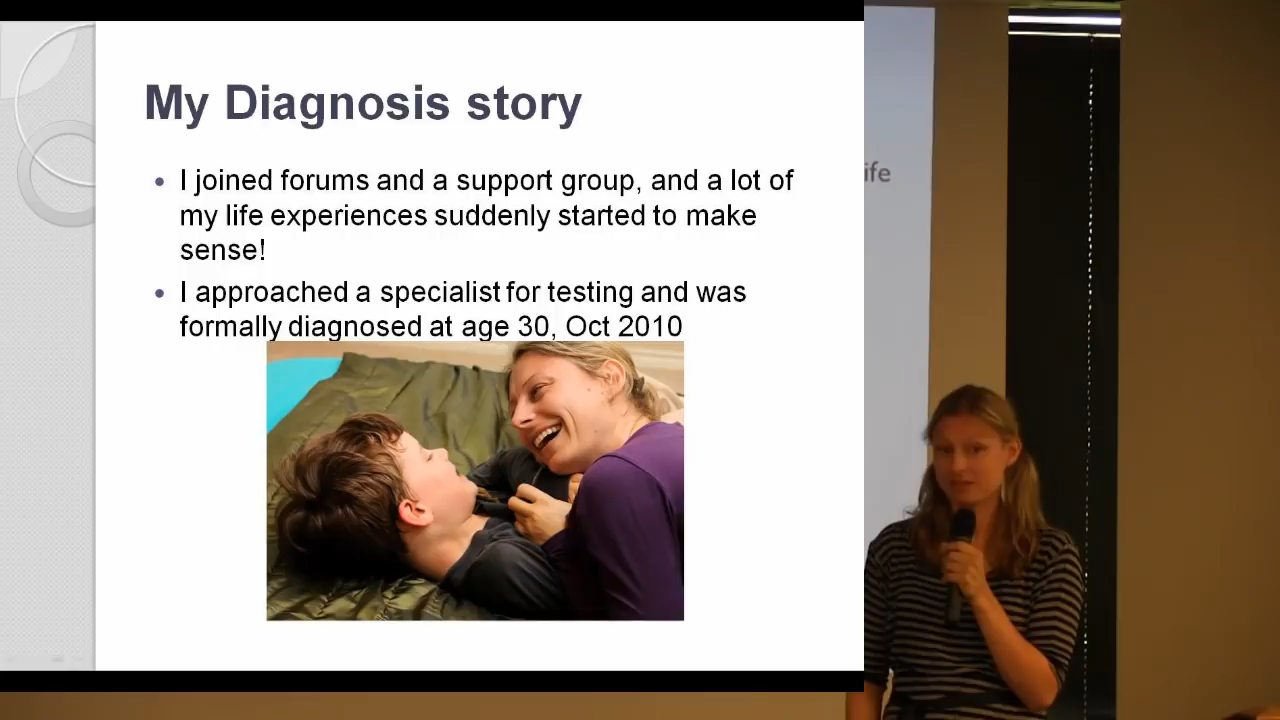 My Diagnosis story
• I joined forums and a support group, and a lot of
my life experiences suddenly started to make
sense!
• I approached a specialist for testing and was
formally diagnosed at age 30, Oct 2010
ife